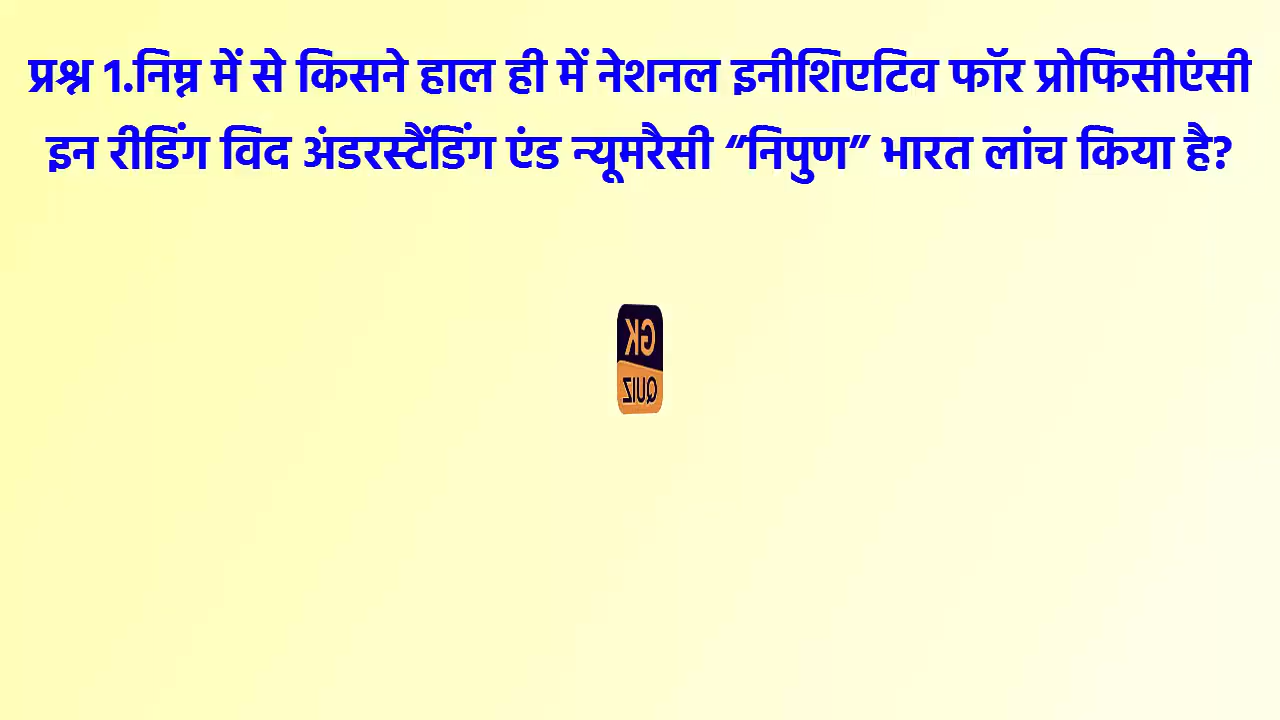 प्रश्न 1.निम्न में से किसने हाल ही में नेशनल इनीशिएटिव फॉर प्रोफिसीएंसी
इन रीडिंग विद अंडरस्टैंडिंग एंड न्यूमरैसी “निपुण” भारत लांच किया है?
GK
QUIZ